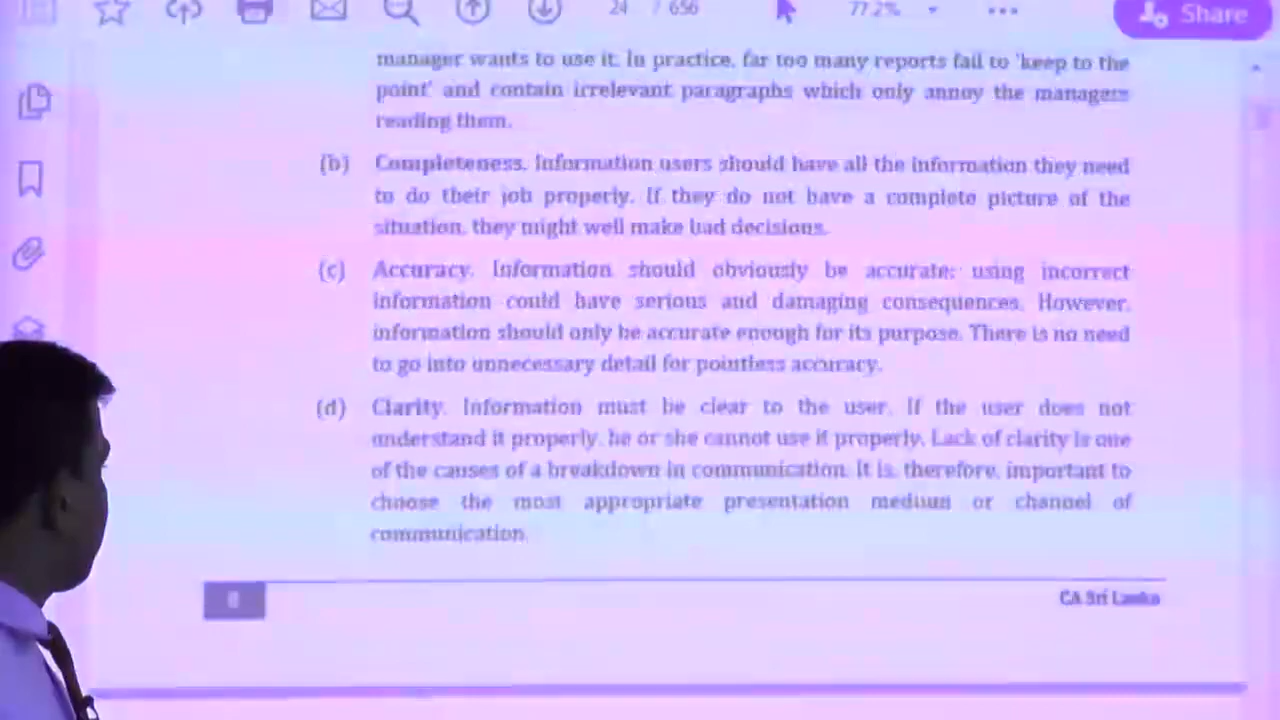 24 / 656
77.2%
Share
manager wants to use it. In practice, far too many reports fail to 'keep to the
point' and contain irrelevant paragraphs which only annoy the managers
reading them.
(b) Completeness. Information users should have all the information they need
to do their job properly. If they do not have a complete picture of the
situation, they might well make bad decisions.
(c) Accuracy. Information should obviously be accurate; using incorrect
information could have serious and damaging consequences. However,
information should only be accurate enough for its purpose. There is no need
to go into unnecessary detail for pointless accuracy.
(d) Clarity. Information must be clear to the user. If the user does not
understand it properly, he or she cannot use it properly. Lack of clarity is one
of the causes of a breakdown in communication. It is, therefore, important to
choose the most appropriate presentation medium or channel of
communication.
CA Sri Lanka